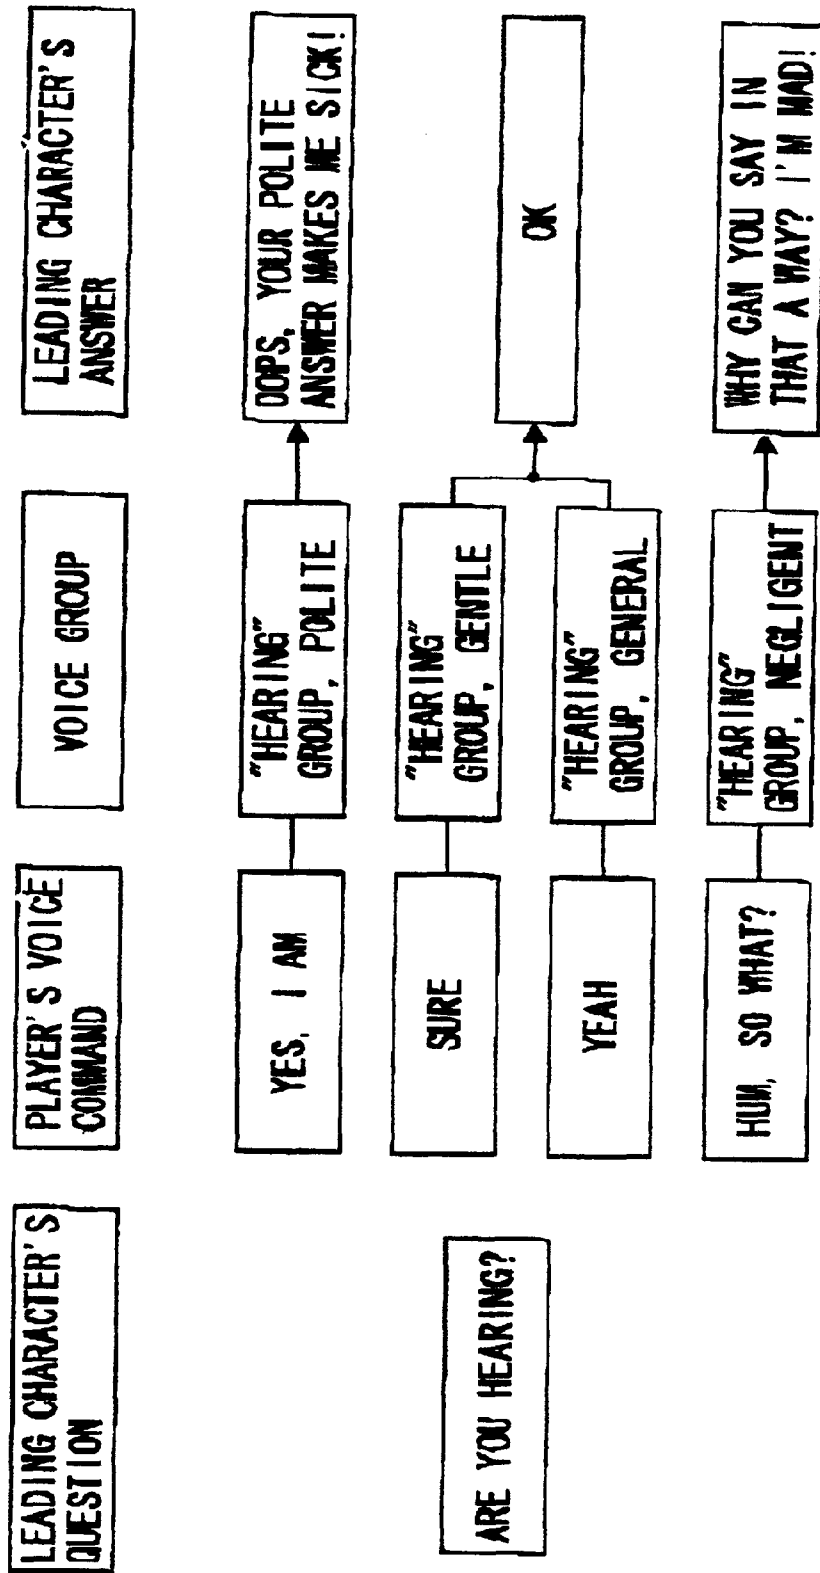 LEADING CHARACTER'S
QUESTION
PLAYER'S VOICE
COMMAND
VOICE GROUP
LEADING CHARACTER'S
ANSWER
ARE YOU HEARING?
YES, I AM
"HEARING"
GROUP, POLITE
OOPS, YOUR POLITE
ANSWER MAKES ME SICK!
SURE
"HEARING"
GROUP, GENTLE
OK
YEAH
"HEARING"
GROUP, GENERAL
HUM, SO WHAT?
"HEARING"
GROUP, NEGLIGENT
WHY CAN YOU SAY IN
THAT A WAY? I'M MAD!